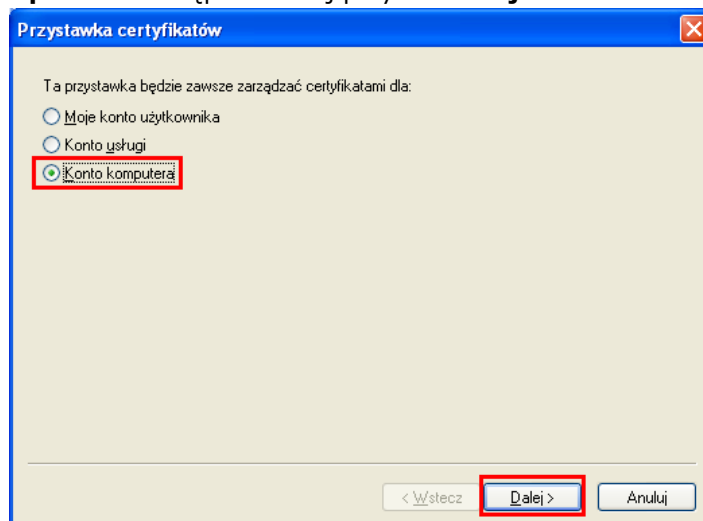 Przystawka certyfikatów
Ta przystawka będzie zawsze zarządzać certyfikatami dla:
Moje konto użytkownika
Konto usługi
Konto komputera
< Wstecz Dalej > Anuluj